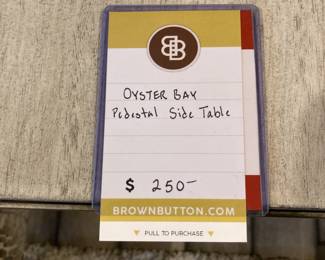 BB
OYSTER BAY
Pedestal Side Table
$ 250-
BROWNBUTTON.COM
▼ PULL TO PURCHASE ▼